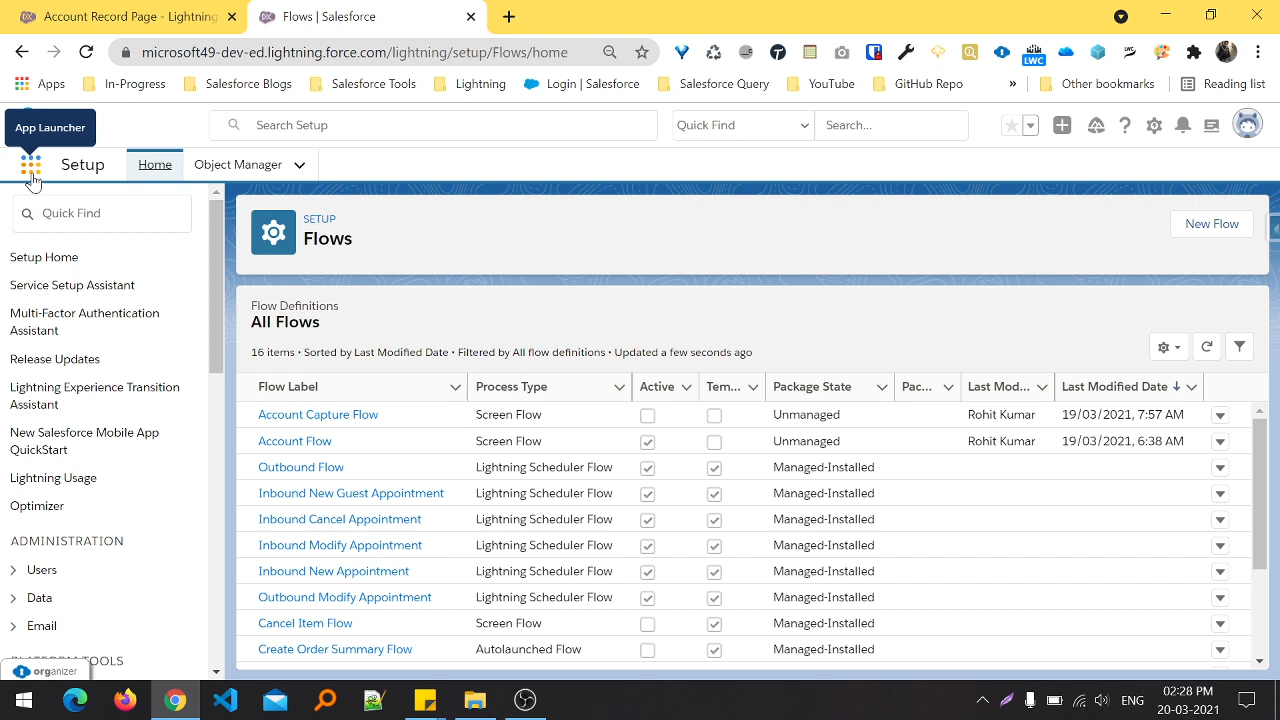 Account Record Page - Lightning
Flows | Salesforce
microsoft49-dev-ed.lightning.force.com/lightning/setup/Flows/home
LWC
Apps
In-Progress
Salesforce Blogs
Salesforce Tools
Lightning
Login | Salesforce
Salesforce Query
YouTube
GitHub Repo
»
Other bookmarks
Reading list
App Launcher
Search Setup
Quick Find
Search...
Setup
Home
Object Manager
Quick Find
Setup Home
Service Setup Assistant
Multi-Factor Authentication
Assistant
Release Updates
Lightning Experience Transition
Assistant
New Salesforce Mobile App
QuickStart
Lightning Usage
Optimizer
ADMINISTRATION
Users
Data
Email
PLATFORM TOOLS
organizer
SETUP
Flows
New Flow
Flow Definitions
All Flows
16 items • Sorted by Last Modified Date • Filtered by All flow definitions • Updated a few seconds ago
Flow Label Process Type Active Tem... Package State Pac... Last Mod... Last Modified Date
Account Capture Flow Screen Flow Unmanaged Rohit Kumar 19/03/2021, 7:57 AM
Account Flow Screen Flow Unmanaged Rohit Kumar 19/03/2021, 6:38 AM
Outbound Flow Lightning Scheduler Flow Managed-Installed
Inbound New Guest Appointment Lightning Scheduler Flow Managed-Installed
Inbound Cancel Appointment Lightning Scheduler Flow Managed-Installed
Inbound Modify Appointment Lightning Scheduler Flow Managed-Installed
Inbound New Appointment Lightning Scheduler Flow Managed-Installed
Outbound Modify Appointment Lightning Scheduler Flow Managed-Installed
Cancel Item Flow Screen Flow Managed-Installed
Create Order Summary Flow Autolaunched Flow Managed-Installed
ENG
02:28 PM
20-03-2021